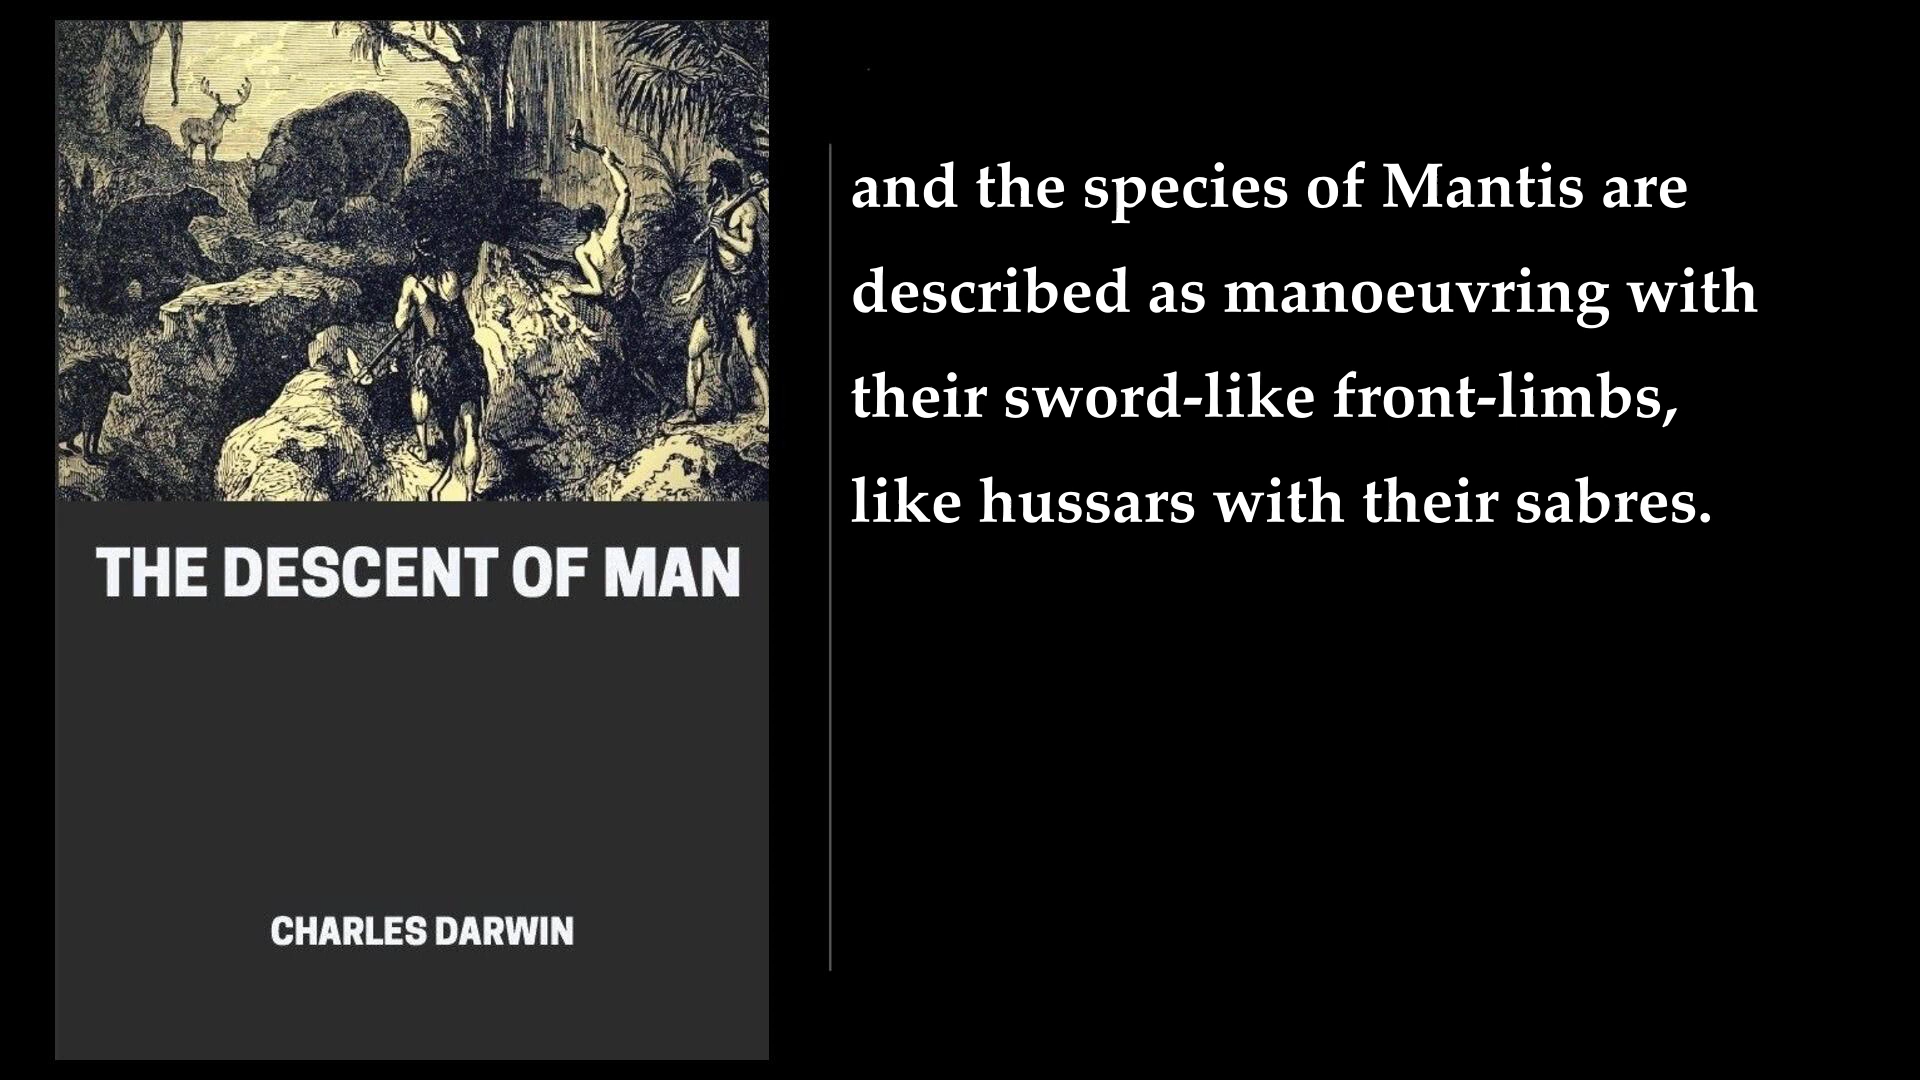 THE DESCENT OF MAN
CHARLES DARWIN
and the species of Mantis are
described as manoeuvring with
their sword-like front-limbs,
like hussars with their sabres.